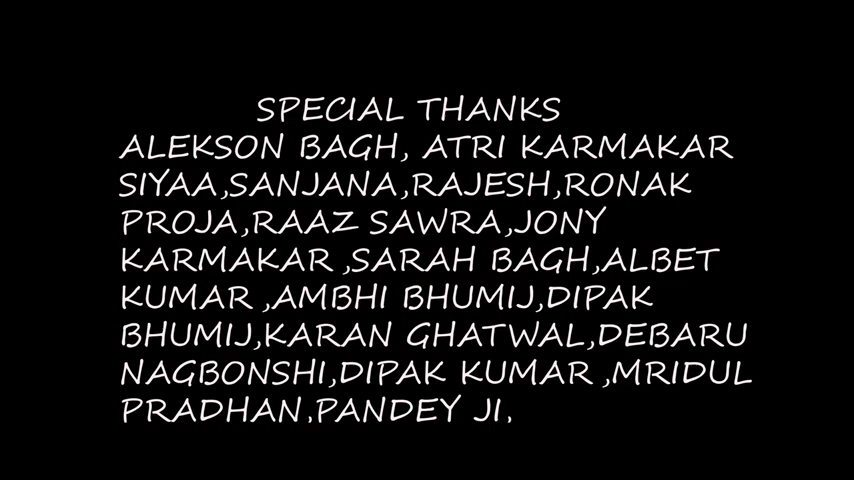 SPECIAL THANKS
ALEKSON BAGH, ATRI KARMAKAR
SIYAA,SANJANA,RAJESH,RONAK
PROJA,RAAZ SAWRA,JONY
KARMAKAR ,SARAH BAGH,ALBET
KUMAR ,AMBHI BHUMIJ,DIPAK
BHUMIJ,KARAN GHATWAL,DEBARU
NAGBONSHI,DIPAK KUMAR ,MRIDUL
PRADHAN,PANDEY JI,